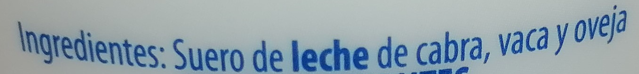 Ingredientes: Suero de leche de cabra, vaca y oveja